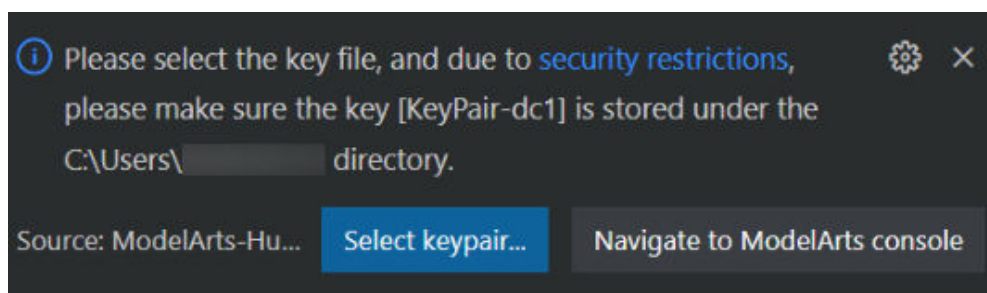 Please select the key file, and due to security restrictions,
please make sure the key [KeyPair-dc1] is stored under the
C:\Users\ directory.
Source: ModelArts-Hu... Select keypair... Navigate to ModelArts console